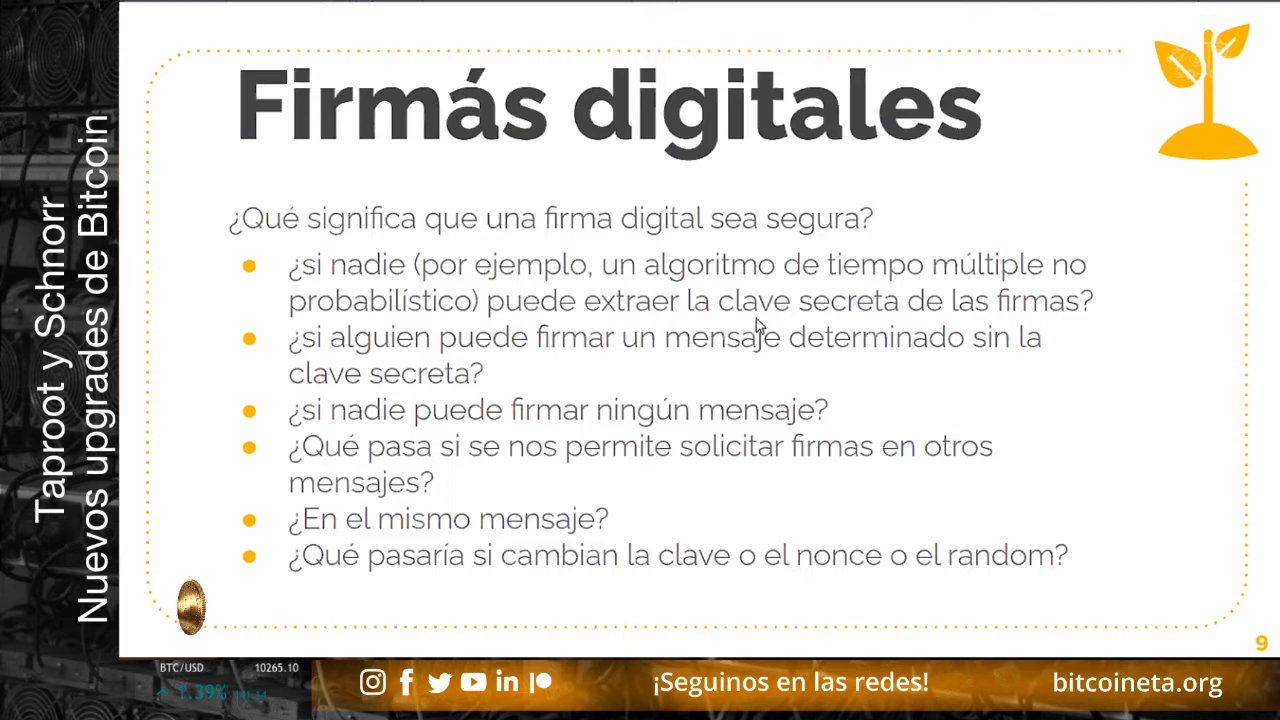 Taproot y Schnorr
Nuevos upgrades de Bitcoin
Firmás digitales
¿Qué significa que una firma digital sea segura?
¿si nadie (por ejemplo, un algoritmo de tiempo múltiple no
probabilístico) puede extraer la clave secreta de las firmas?
¿si alguien puede firmar un mensaje determinado sin la
clave secreta?
¿si nadie puede firmar ningún mensaje?
¿Qué pasa si se nos permite solicitar firmas en otros
mensajes?
¿En el mismo mensaje?
¿Qué pasaría si cambian la clave o el nonce o el random?
9
BTC/USD 10265.10
1.39%
¡Seguinos en las redes!
bitcoineta.org